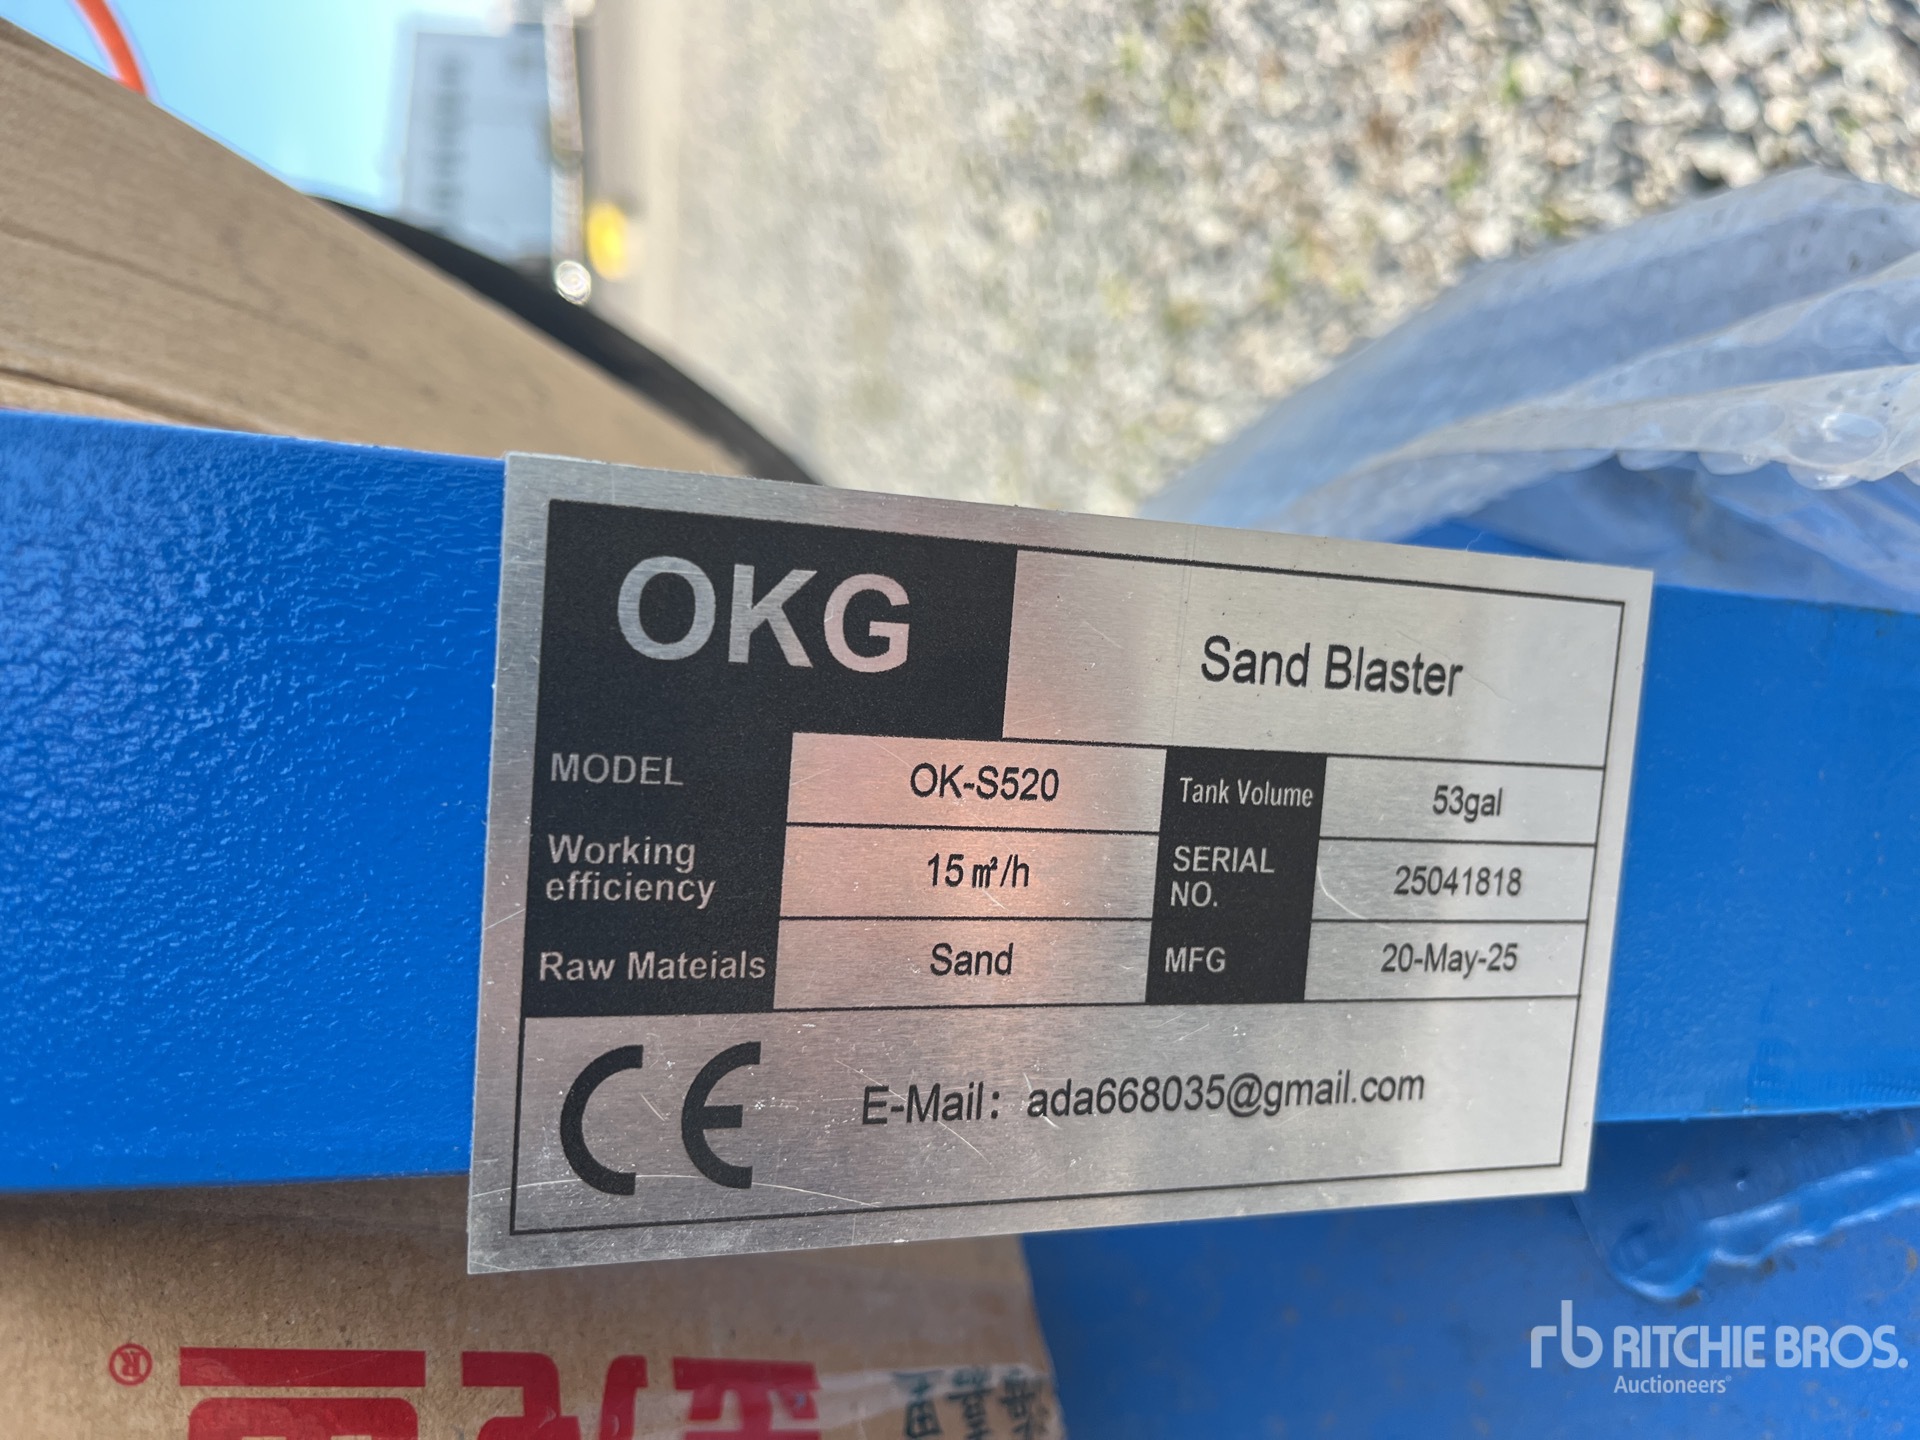 OKG
Sand Blaster
MODEL
OK-S520
Tank Volume
53gal
Working
efficiency
15㎡/h
SERIAL
NO.
25041818
Raw Mateials
Sand
MFG
20-May-25
CE
E-Mail: ada668035@gmail.com
®
rb RITCHIE BROS.
Auctioneers